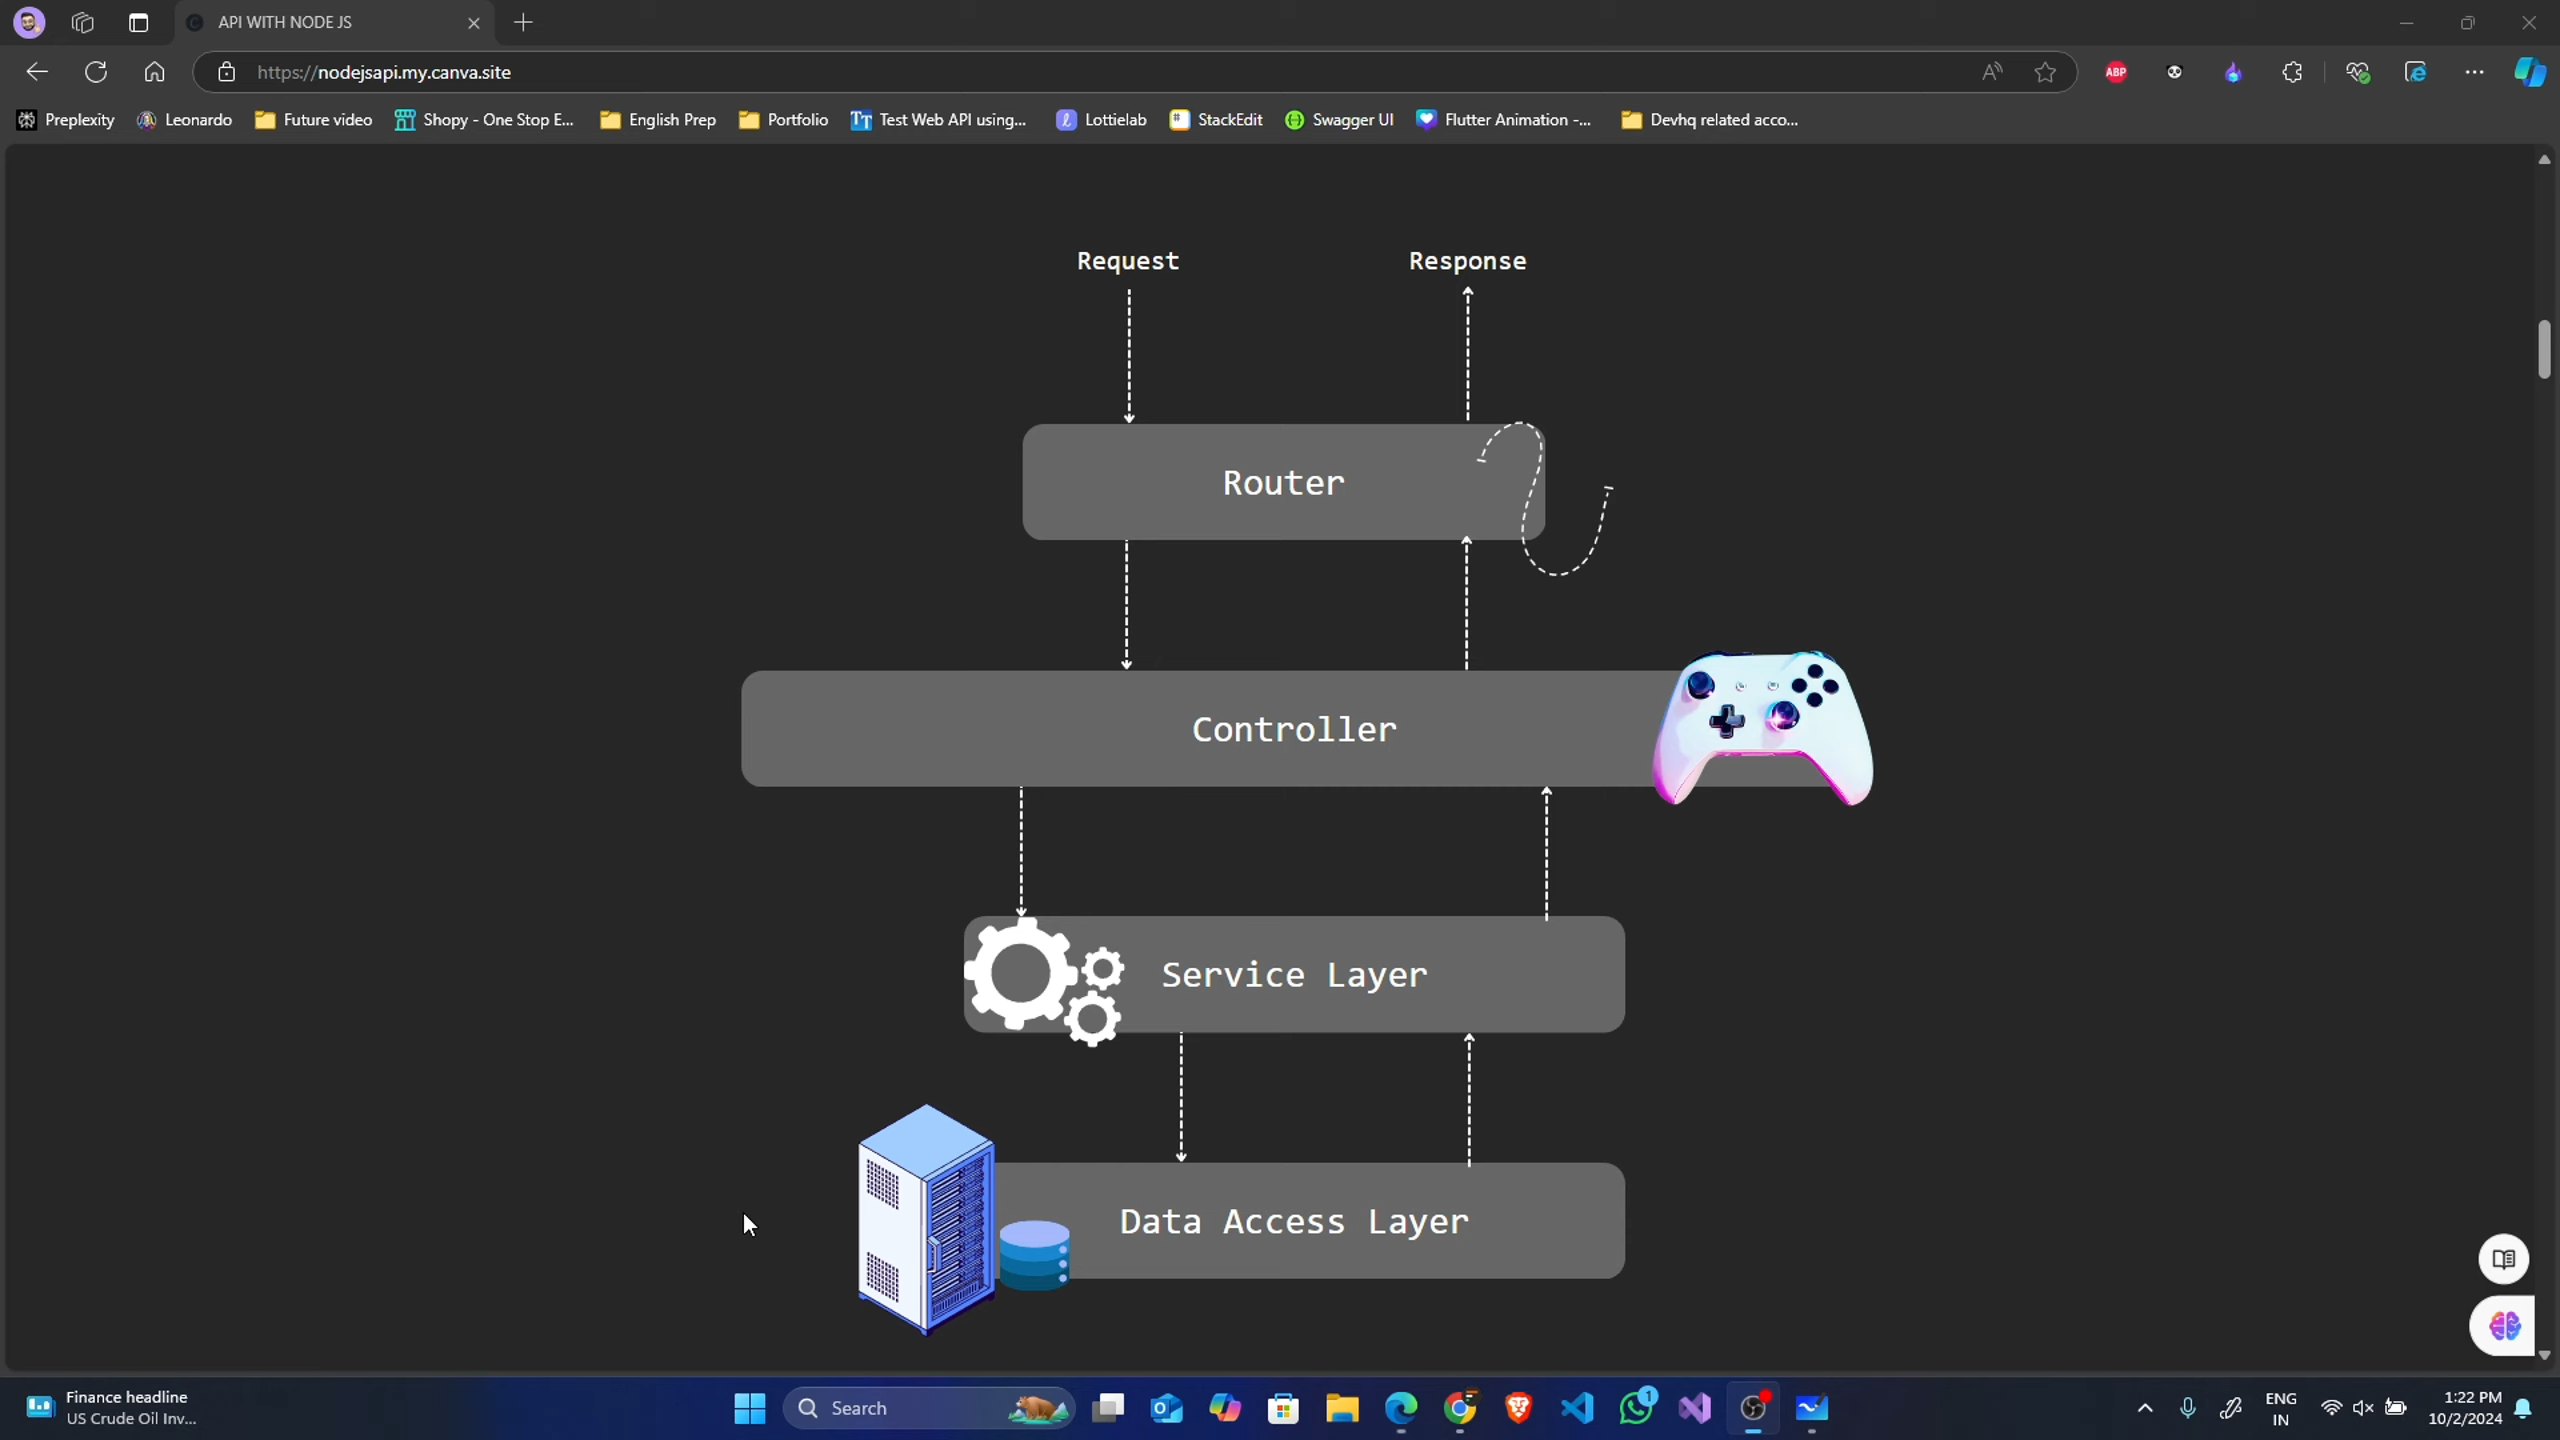 API WITH NODE JS
https://nodejsapi.my.canva.site
ABP
Preplexity
Leonardo
Future video
Shopy - One Stop E...
English Prep
Portfolio
Test Web API using...
Lottielab
StackEdit
Swagger UI
Flutter Animation -...
Devhq related acco...
Request
Response
Router
Controller
Service Layer
Data Access Layer
Finance headline
US Crude Oil Inv...
Search
1
ENG
IN
1:22 PM
10/2/2024